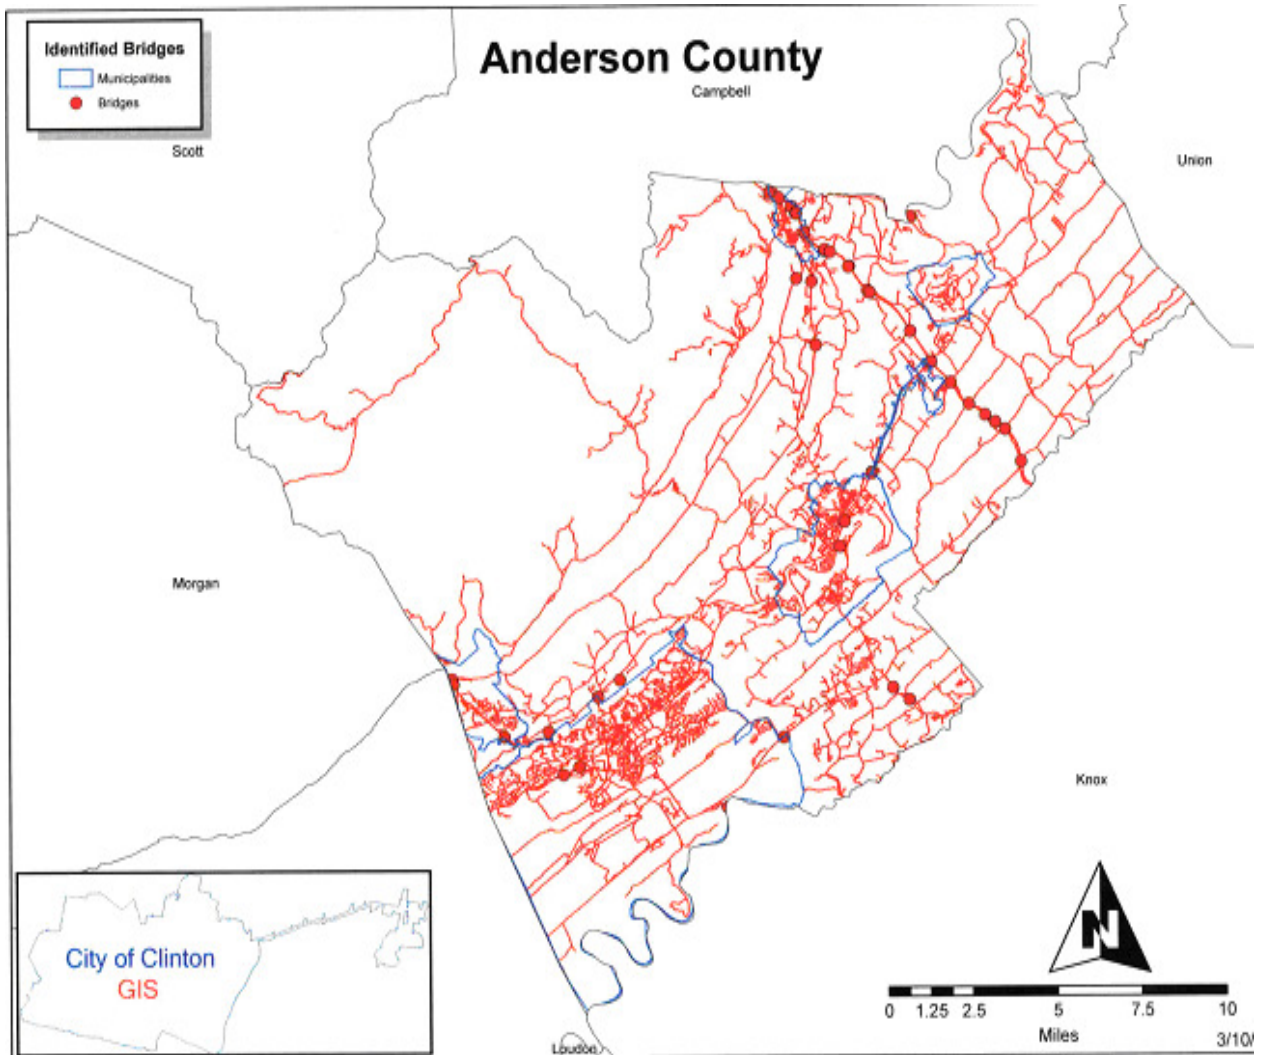 Identified Bridges
Municipalities
Bridges
Anderson County
Campbell
Scott
Union
Morgan
Knox
City of Clinton
GIS
N
0 1.25 2.5 5 7.5 10
Miles
3/10/
Loudon